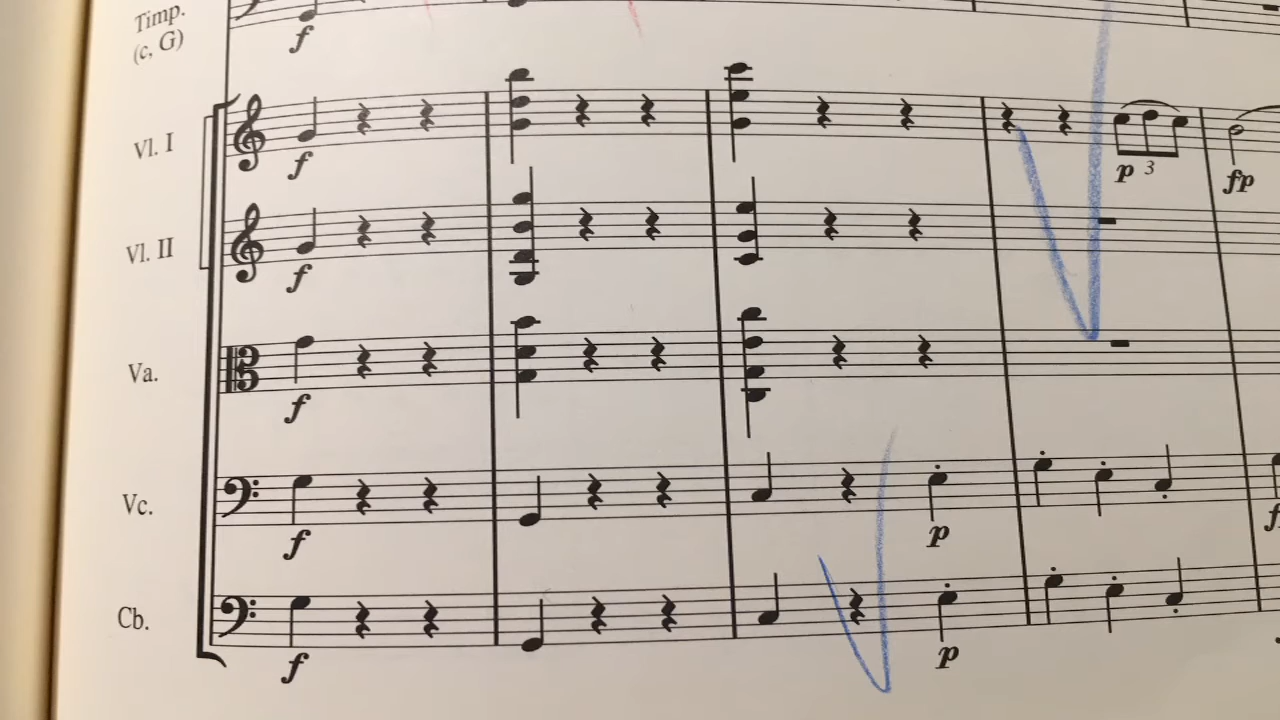 Timp.
(c, G)
f
Vl. I
f
p 3
fp
Vl. II
f
Va.
f
Vc.
f
p
f
Cb.
f
p